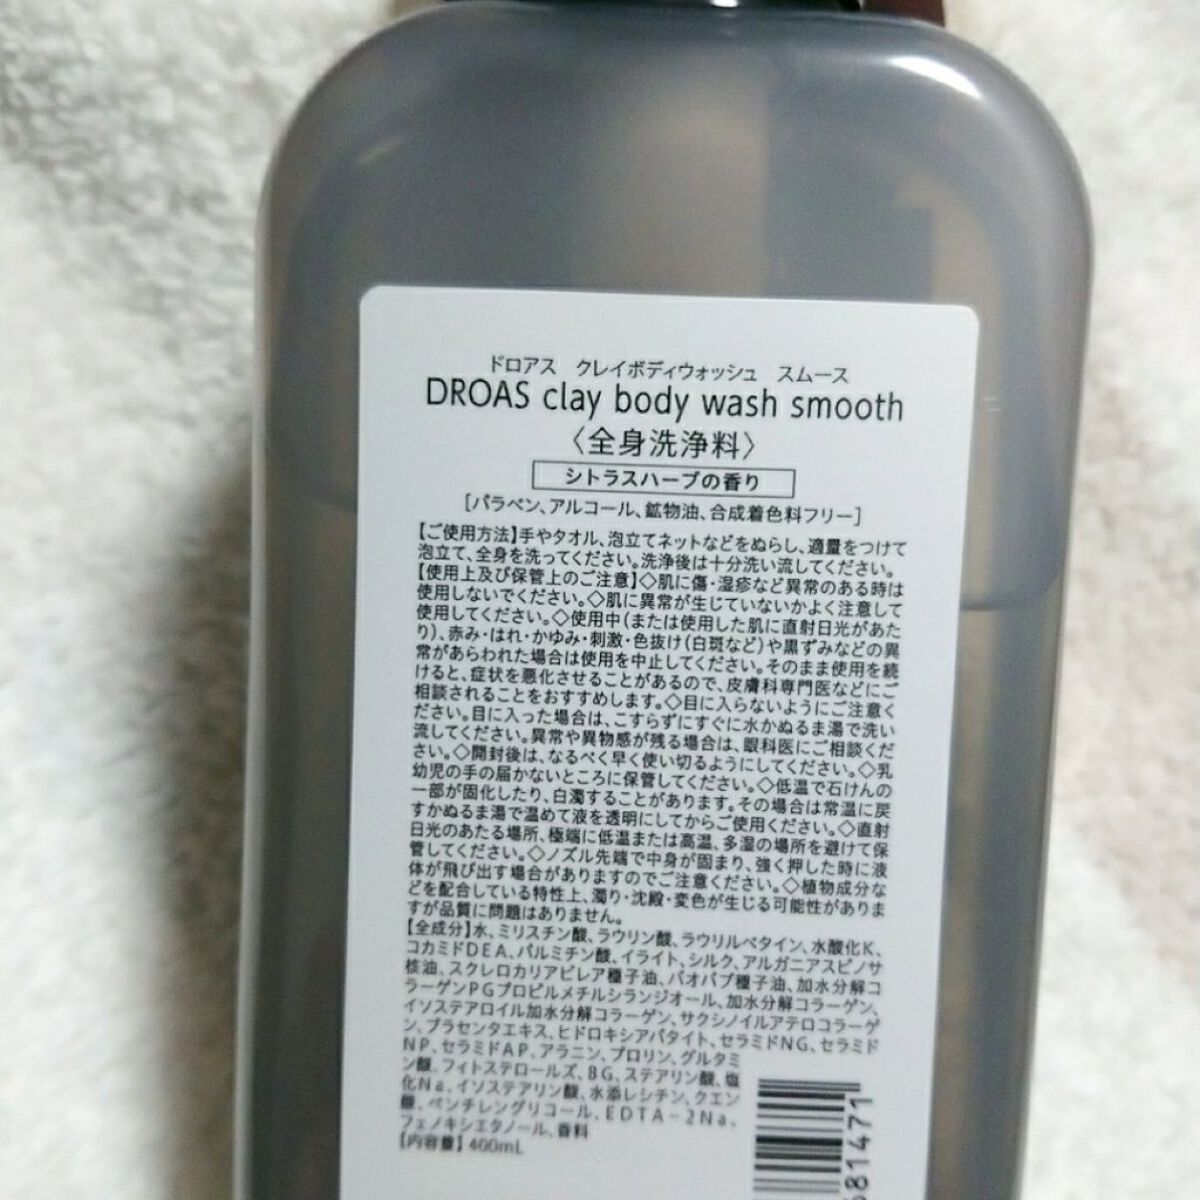 ドロアス　クレイボディウォッシュ　スムース
DROAS clay body wash smooth
〈全身洗浄料〉
シトラスハーブの香り
[パラベン、アルコール、鉱物油、合成着色料フリー]
【ご使用方法】手やタオル、泡立てネットなどをぬらし、適量をつけて
泡立て、全身を洗ってください。洗浄後は十分洗い流してください。
【使用上及び保管上のご注意】◇肌に傷・湿疹など異常のある時は
使用しないでください。◇肌に異常が生じていないかよく注意して
使用してください。◇使用中(または使用した肌に直射日光があた
り)、赤み・はれ・かゆみ・刺激・色抜け(白斑など)や黒ずみなどの異
常があらわれた場合は使用を中止してください。そのまま使用を続
けると、症状を悪化させることがあるので、皮膚科専門医などにご
相談されることをおすすめします。◇目に入らないようにご注意く
ださい。目に入った場合は、こすらずにすぐに水かぬるま湯で洗い
流してください。異常や異物感が残る場合は、眼科医にご相談くだ
さい。◇開封後は、なるべく早く使い切るようにしてください。◇乳
幼児の手の届かないところに保管してください。◇低温で石けんの
一部が固化したり、白濁することがあります。その場合は常温に戻
すかぬるま湯で温めて液を透明にしてからご使用ください。◇直射
日光のあたる場所、極端に低温または高温、多湿の場所を避けて保
管してください。◇ノズル先端で中身が固まり、強く押した時に液
体が飛び出す場合がありますのでご注意ください。◇植物成分な
どを配合している特性上、濁り・沈殿・変色が生じる可能性がありま
すが品質に問題はありません。
【全成分】水、ミリスチン酸、ラウリン酸、ラウリルベタイン、水酸化K、
コカミドDEA、パルミチン酸、イライト、シルク、アルガニアスピノサ
核油、スクレロカリアビレア種子油、バオバブ種子油、加水分解コ
ラーゲンPGプロピルメチルシランジオール、加水分解コラーゲン、
イソステアロイル加水分解コラーゲン、サクシノイルアテロコラーゲ
ン、プラセンタエキス、ヒドロキシアパタイト、セラミドNG、セラミド
NP、セラミドAP、アラニン、プロリン、グルタミ
ン酸、フィトステロールズ、BG、ステアリン酸、塩
化Na、イソステアリン酸、水添レシチン、クエン
酸、ペンチレングリコール、EDTA-2Na、
フェノキシエタノール、香料
【内容量】400mL
681471